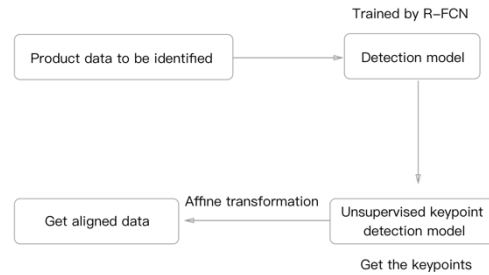 Trained by R-FCN
Product data to be identified
Detection model
Affine transformation
Get aligned data
Unsupervised keypoint
detection model
Get the keypoints